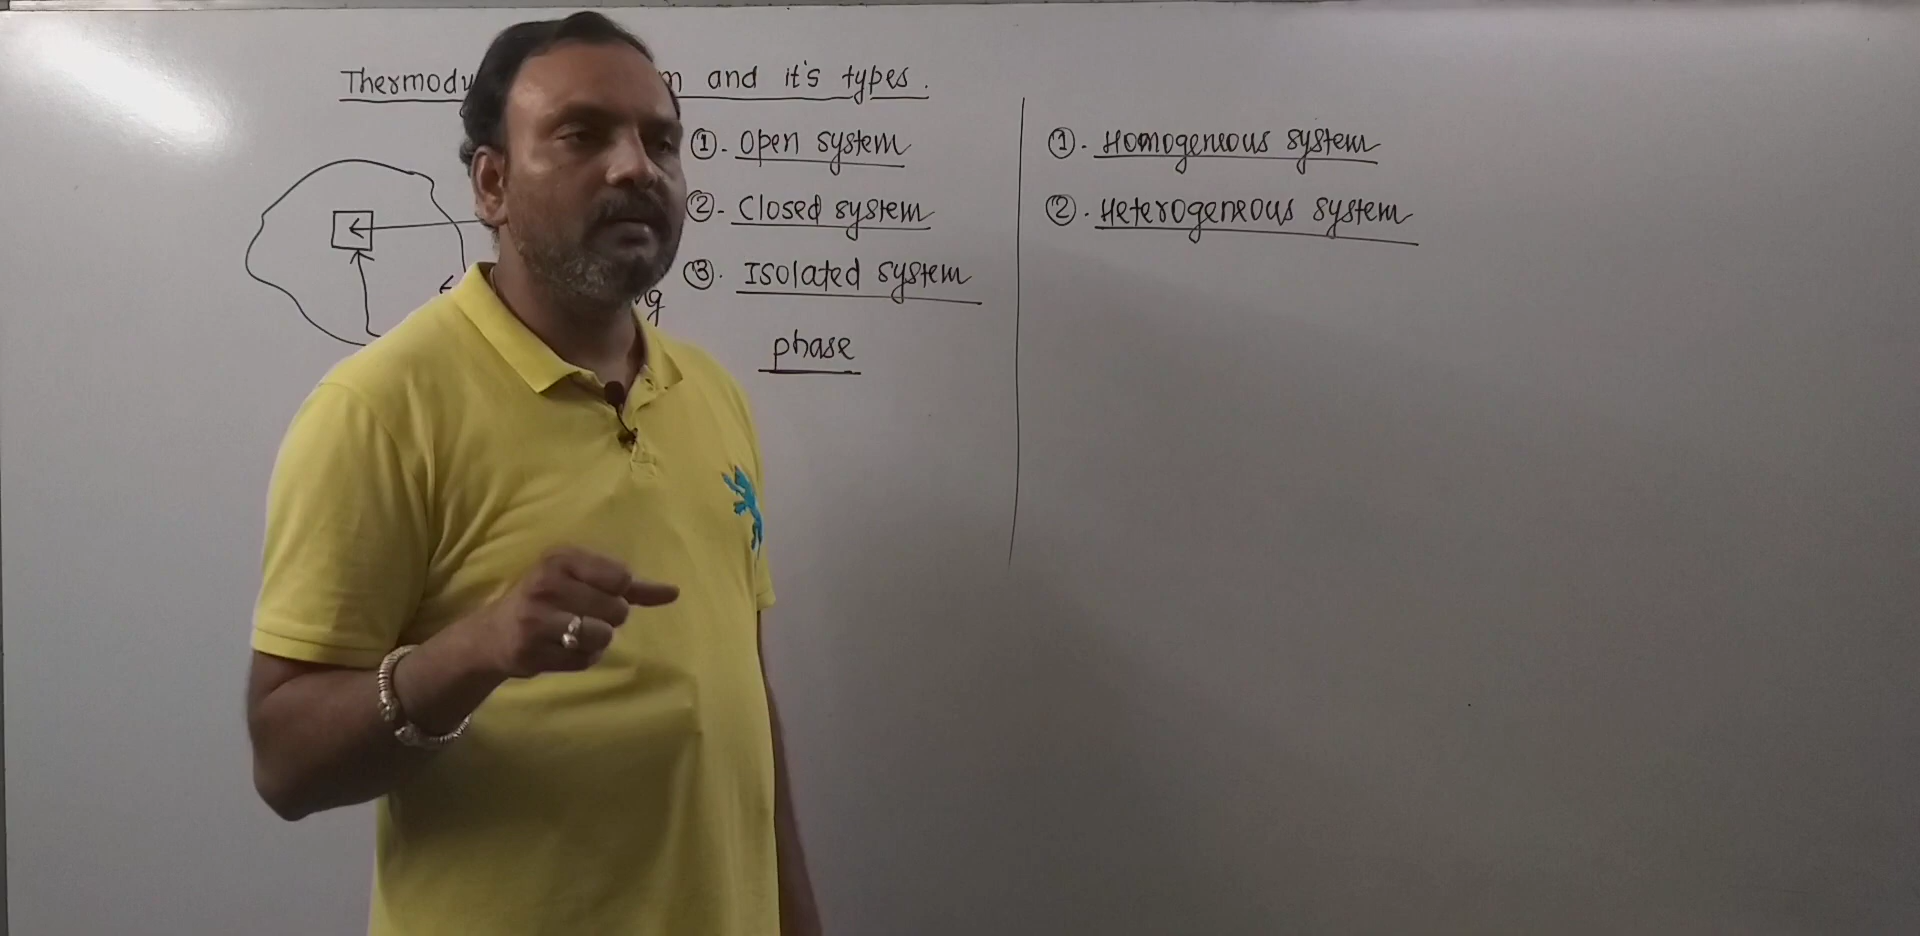 and it's types.
①. Open system
②- Closed system
③. Isolated system
phase
①. Homogeneous system
②. Heterogeneous system